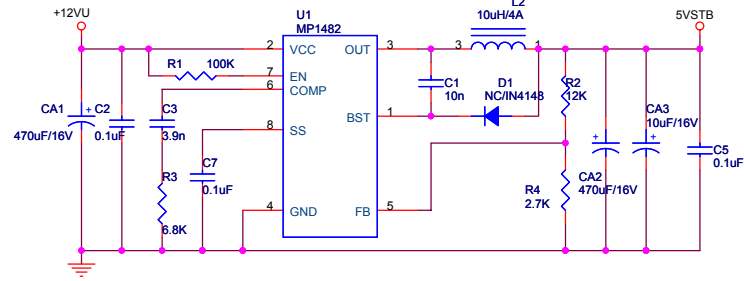 +12VU
U1
MP1482
L2
10uH/4A
5VSTB
2
VCC
OUT
3
3
1
R1
100K
7
EN
6
COMP
C1
10n
D1
NC/IN4148
R2
12K
CA1
+
470uF/16V
C2
0.1uF
C3
3.9n
BST
1
8
SS
C7
0.1uF
CA3
10uF/16V
+
+
C5
0.1uF
CA2
470uF/16V
R3
6.8K
R4
2.7K
4
GND
FB
5